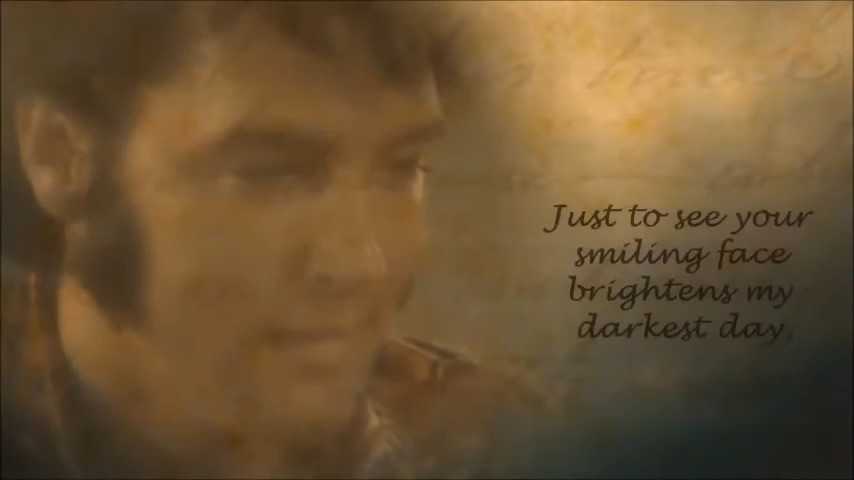 Just to see your
smiling face
brightens my
darkest day,